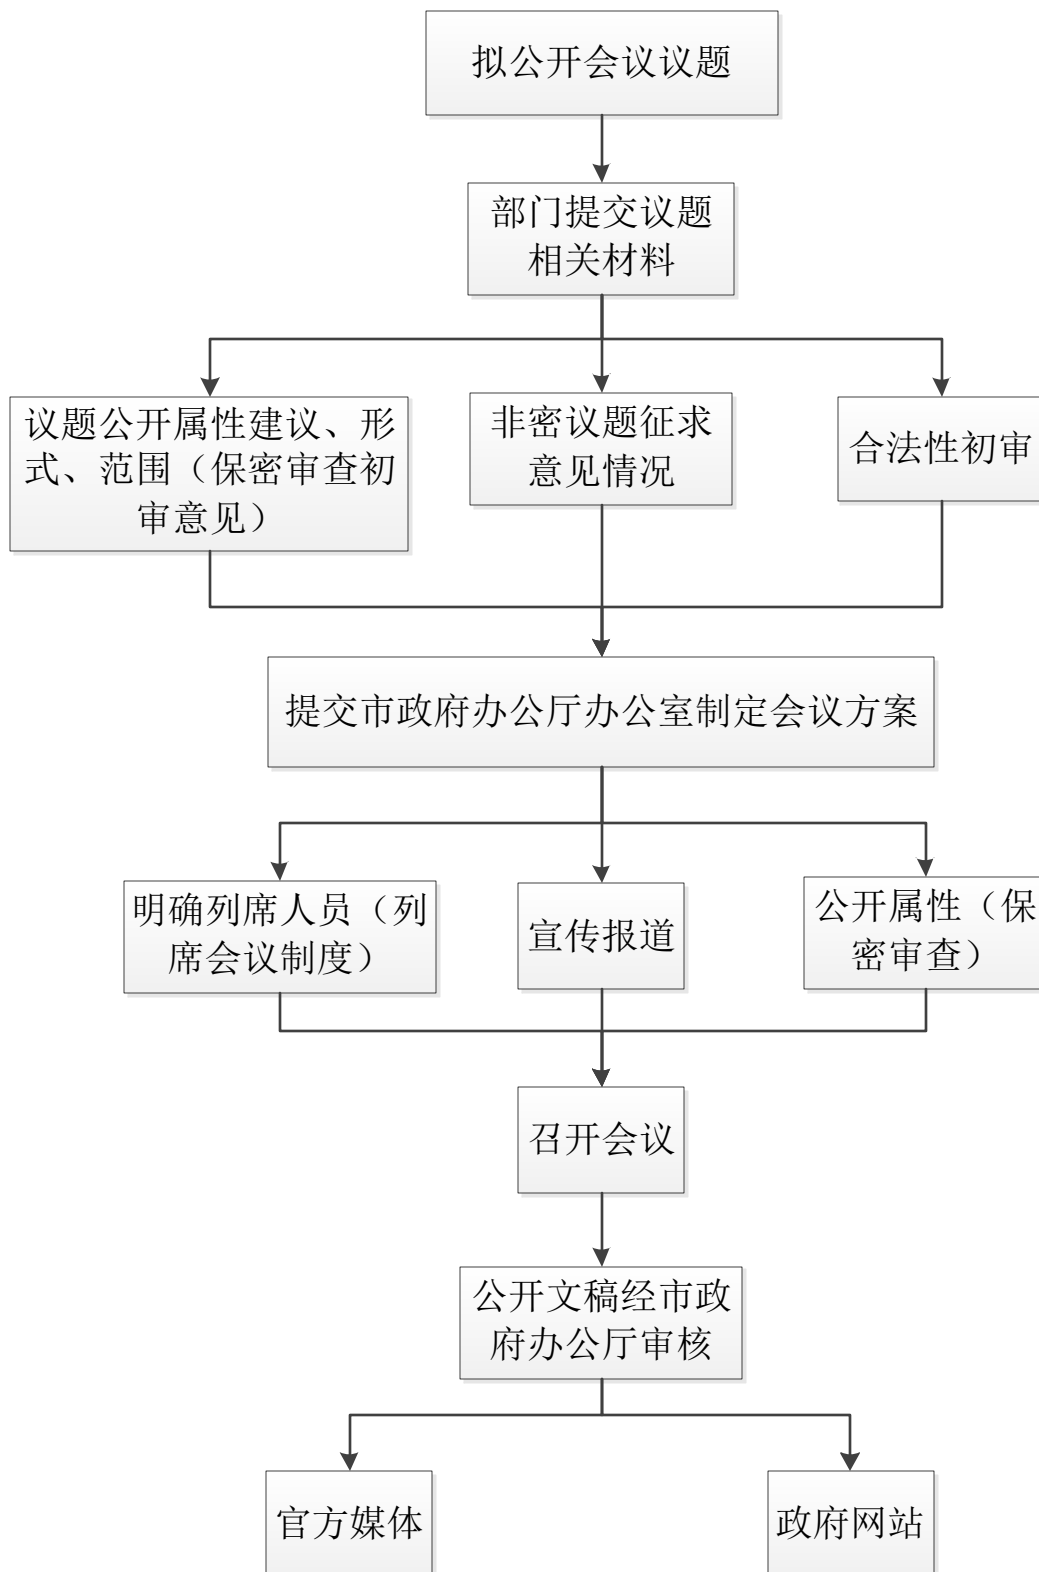 拟公开会议议题
部门提交议题
相关材料
议题公开属性建议、形
式、范围（保密审查初
审意见）
非密议题征求
意见情况
合法性初审
提交市政府办公厅办公室制定会议方案
明确列席人员（列
席会议制度）
宣传报道
公开属性（保
密审查）
召开会议
公开文稿经市政
府办公厅审核
官方媒体
政府网站